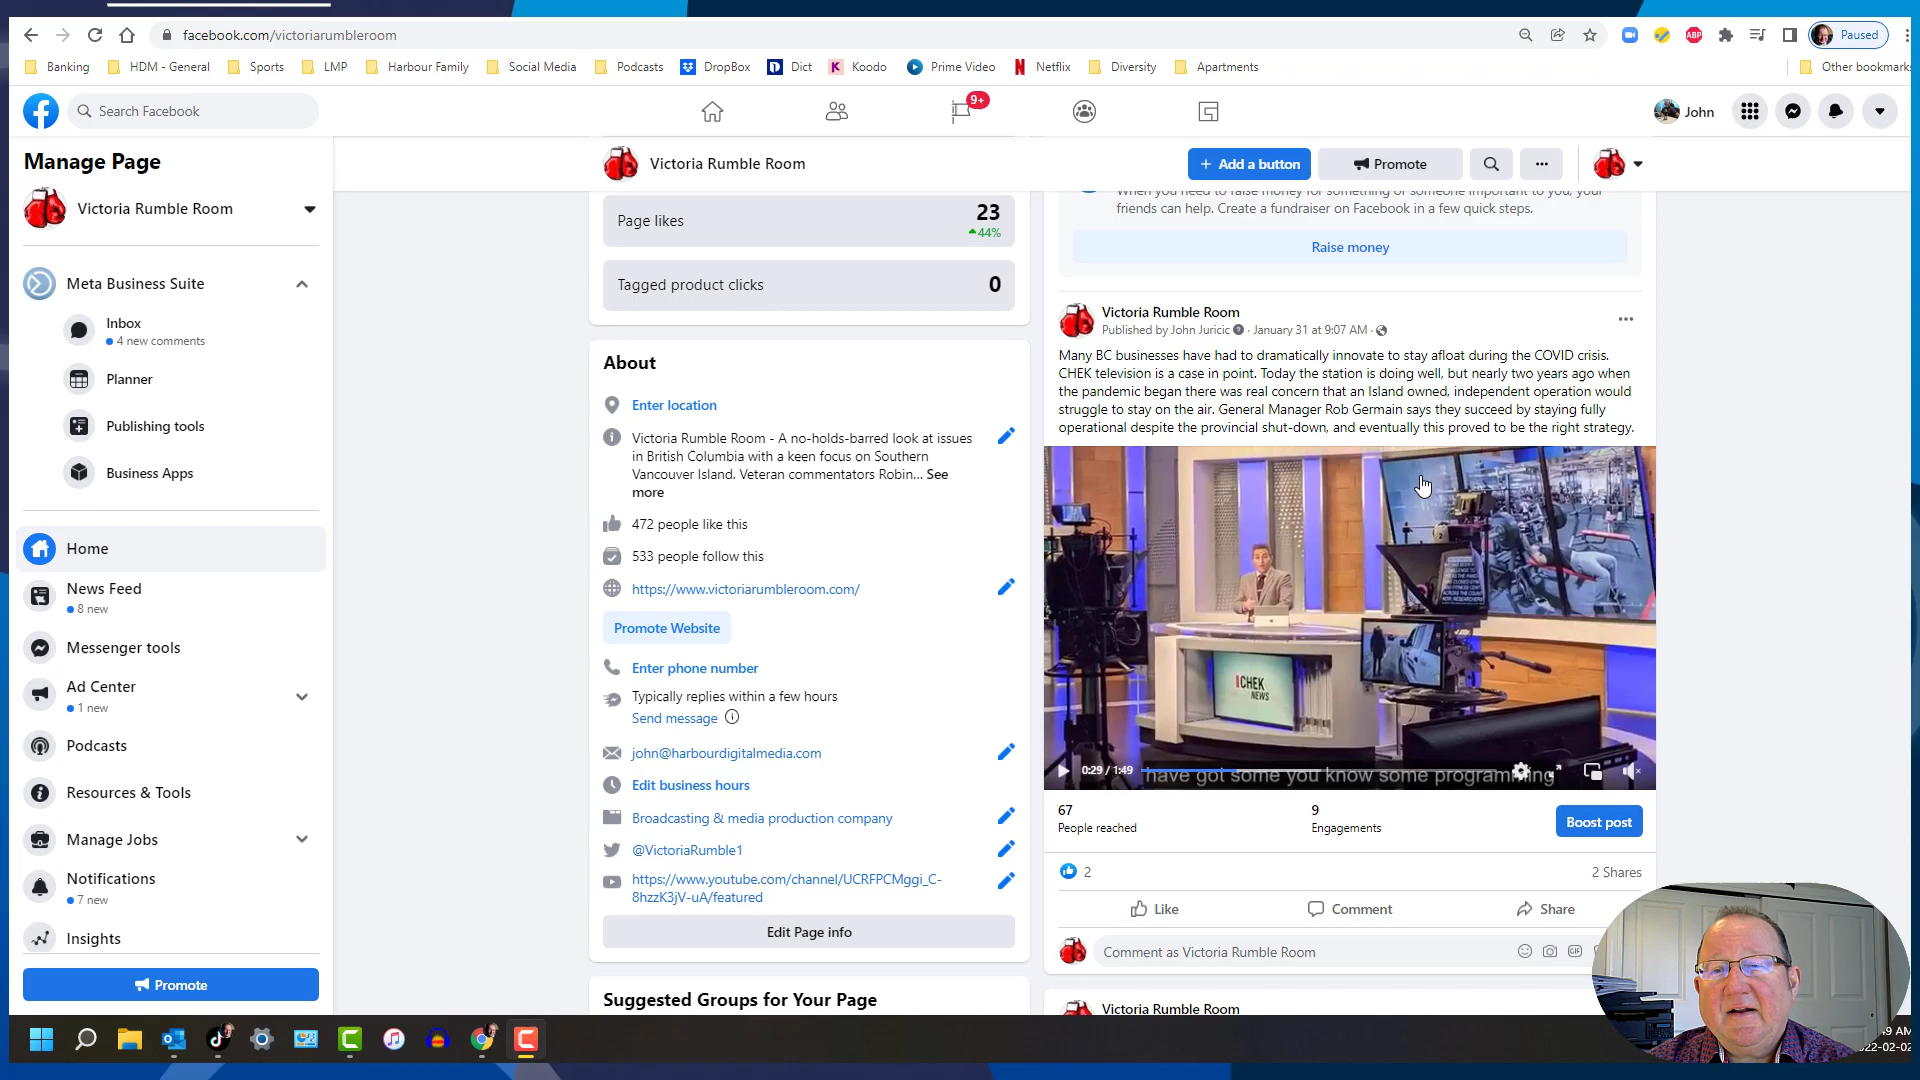 facebook.com/victoriarumbleroom
Paused
Banking
HDM - General
Sports
LMP
Harbour Family
Social Media
Podcasts
DropBox
Dict
Koodo
Prime Video
Netflix
Diversity
Apartments
Other bookmarks
Search Facebook
9+
John
Manage Page
Victoria Rumble Room
Meta Business Suite
Inbox
4 new comments
Planner
Publishing tools
Business Apps
Home
News Feed
8 new
Messenger tools
Ad Center
1 new
Podcasts
Resources & Tools
Manage Jobs
Notifications
7 new
Insights
Promote
Victoria Rumble Room
+ Add a button
Promote
Page likes
23
44%
Tagged product clicks
0
About
Enter location
Victoria Rumble Room - A no-holds-barred look at issues
in British Columbia with a keen focus on Southern
Vancouver Island. Veteran commentators Robin... See
more
472 people like this
533 people follow this
https://www.victoriarumbleroom.com/
Promote Website
Enter phone number
Typically replies within a few hours
Send message
john@harbourdigitalmedia.com
Edit business hours
Broadcasting & media production company
@VictoriaRumble1
https://www.youtube.com/channel/UCRFPCMggi_C-
8hzzK3jV-uA/featured
Edit Page info
Suggested Groups for Your Page
When you need to raise money for something or someone important to you, your
friends can help. Create a fundraiser on Facebook in a few quick steps.
Raise money
Victoria Rumble Room
Published by John Juricic · January 31 at 9:07 AM ·
Many BC businesses have had to dramatically innovate to stay afloat during the COVID crisis.
CHEK television is a case in point. Today the station is doing well, but nearly two years ago when
the pandemic began there was real concern that an Island owned, independent operation would
struggle to stay on the air. General Manager Rob Germain says they succeed by staying fully
operational despite the provincial shut-down, and eventually this proved to be the right strategy.
CHEK
NEWS
0:29 / 1:49
have got some you know some programming
67
People reached
9
Engagements
Boost post
2
2 Shares
Like
Comment
Share
Comment as Victoria Rumble Room
Victoria Rumble Room